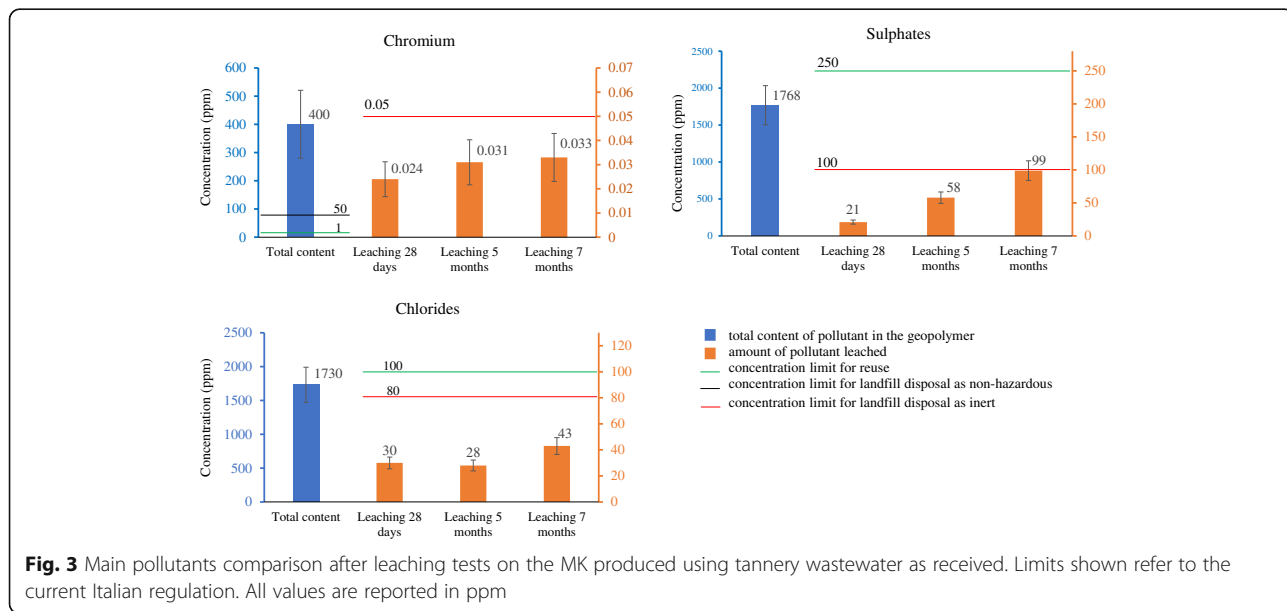 Chromium
Concentration (ppm)
600
500
400
300
200
100
0
0.07
0.06
0.05
0.04
0.03
0.02
0.01
0
400
50
1
0.05
0.024
0.031
0.033
Total content
Leaching 28 days
Leaching 5 months
Leaching 7 months
Sulphates
Concentration (ppm)
2500
2000
1500
1000
500
0
250
200
150
100
50
0
1768
250
100
21
58
99
Total content
Leaching 28 days
Leaching 5 months
Leaching 7 months
Chlorides
Concentration (ppm)
2500
2000
1500
1000
500
0
120
100
80
60
40
20
0
1730
100
80
30
28
43
Total content
Leaching 28 days
Leaching 5 months
Leaching 7 months
total content of pollutant in the geopolymer
amount of pollutant leached
concentration limit for reuse
concentration limit for landfill disposal as non-hazardous
concentration limit for landfill disposal as inert
Fig. 3 Main pollutants comparison after leaching tests on the MK produced using tannery wastewater as received. Limits shown refer to the
current Italian regulation. All values are reported in ppm